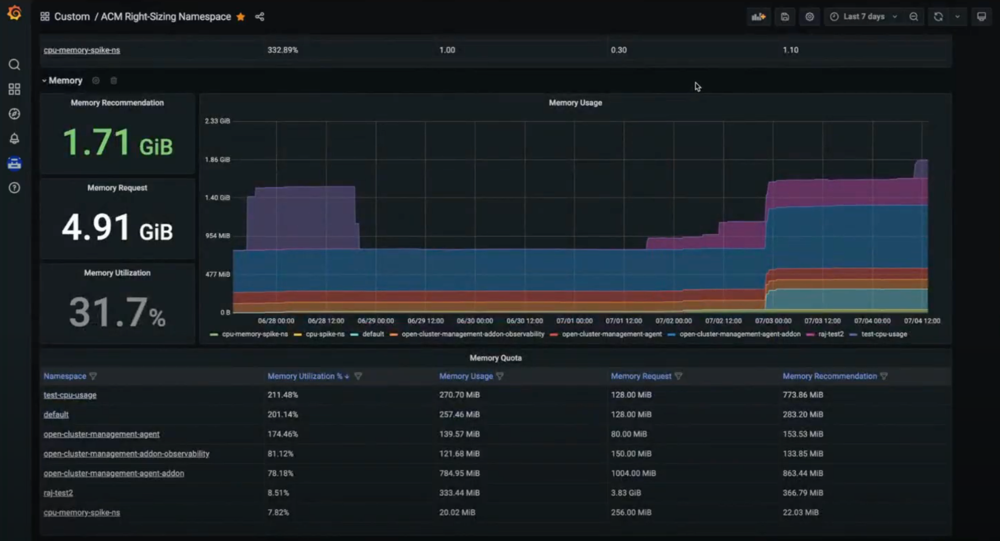 Custom / ACM Right-Sizing Namespace
Last 7 days
cpu-memory-spike-ns 332.89% 1.00 0.30 1.10
Memory
Memory Recommendation
1.71 GiB
Memory Request
4.91 GiB
Memory Utilization
31.7%
Memory Usage
2.33 GiB
1.86 GiB
1.40 GiB
954 MiB
477 MiB
0 B
06/28 00:00 06/28 12:00 06/29 00:00 06/29 12:00 06/30 00:00 06/30 12:00 07/01 00:00 07/01 12:00 07/02 00:00 07/02 12:00 07/03 00:00 07/03 12:00 07/04 00:00 07/04 12:00
cpu-memory-spike-ns cpu-spike-ns default open-cluster-management-addon-observability open-cluster-management-agent open-cluster-management-agent-addon raj-test2 test-cpu-usage
Memory Quota
Namespace Memory Utilization % Memory Usage Memory Request Memory Recommendation
test-cpu-usage 211.48% 270.70 MiB 128.00 MiB 773.86 MiB
default 201.14% 257.46 MiB 128.00 MiB 283.20 MiB
open-cluster-management-agent 174.46% 139.57 MiB 80.00 MiB 153.53 MiB
open-cluster-management-addon-observability 81.12% 121.68 MiB 150.00 MiB 133.85 MiB
open-cluster-management-agent-addon 78.18% 784.95 MiB 1004.00 MiB 863.44 MiB
raj-test2 8.51% 333.44 MiB 3.83 GiB 366.79 MiB
cpu-memory-spike-ns 7.82% 20.02 MiB 256.00 MiB 22.03 MiB